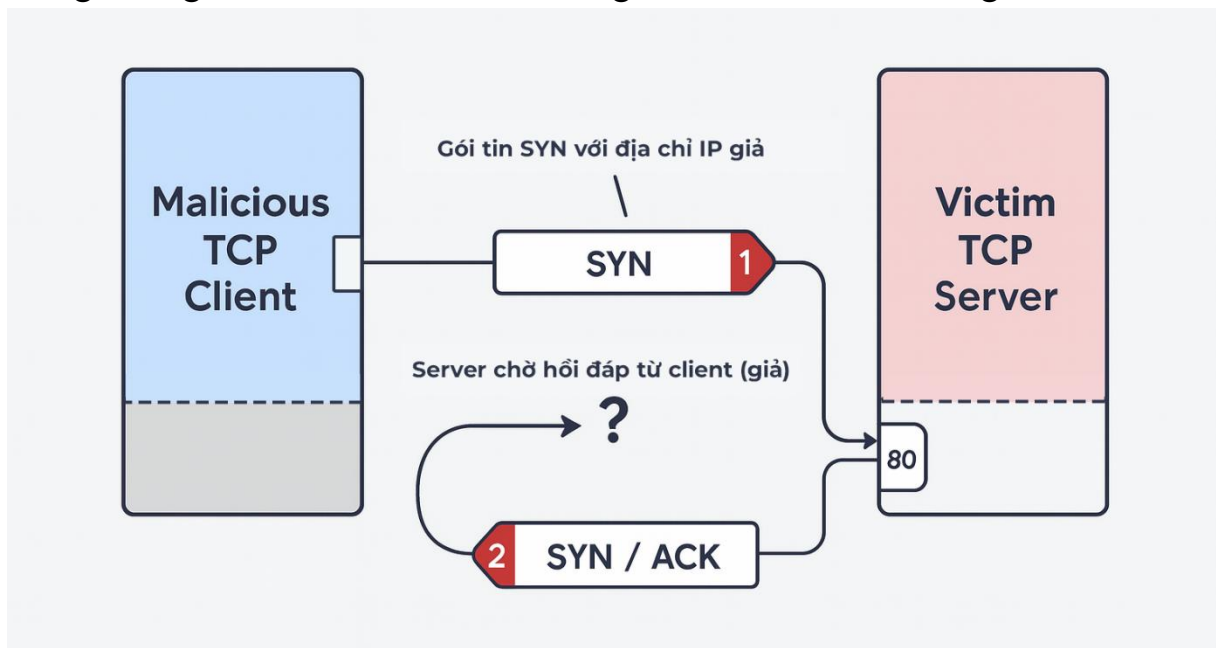 Malicious
TCP
Client
Gói tin SYN với địa chỉ IP giả
SYN
1
Server chờ hồi đáp từ client (giả)
?
2
SYN / ACK
Victim
TCP
Server
80